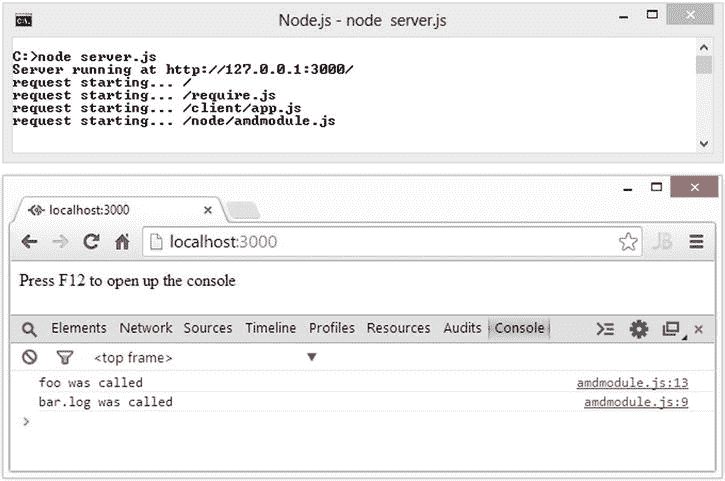 Node.js - node server.js
C:>node server.js
Server running at http://127.0.0.1:3000/
request starting... /
request starting... /require.js
request starting... /client/app.js
request starting... /node/amdmodule.js
localhost:3000
localhost:3000
JB
Press F12 to open up the console
Elements Network Sources Timeline Profiles Resources Audits Console
<top frame>
foo was called amdmodule.js:13
bar.log was called amdmodule.js:9
>